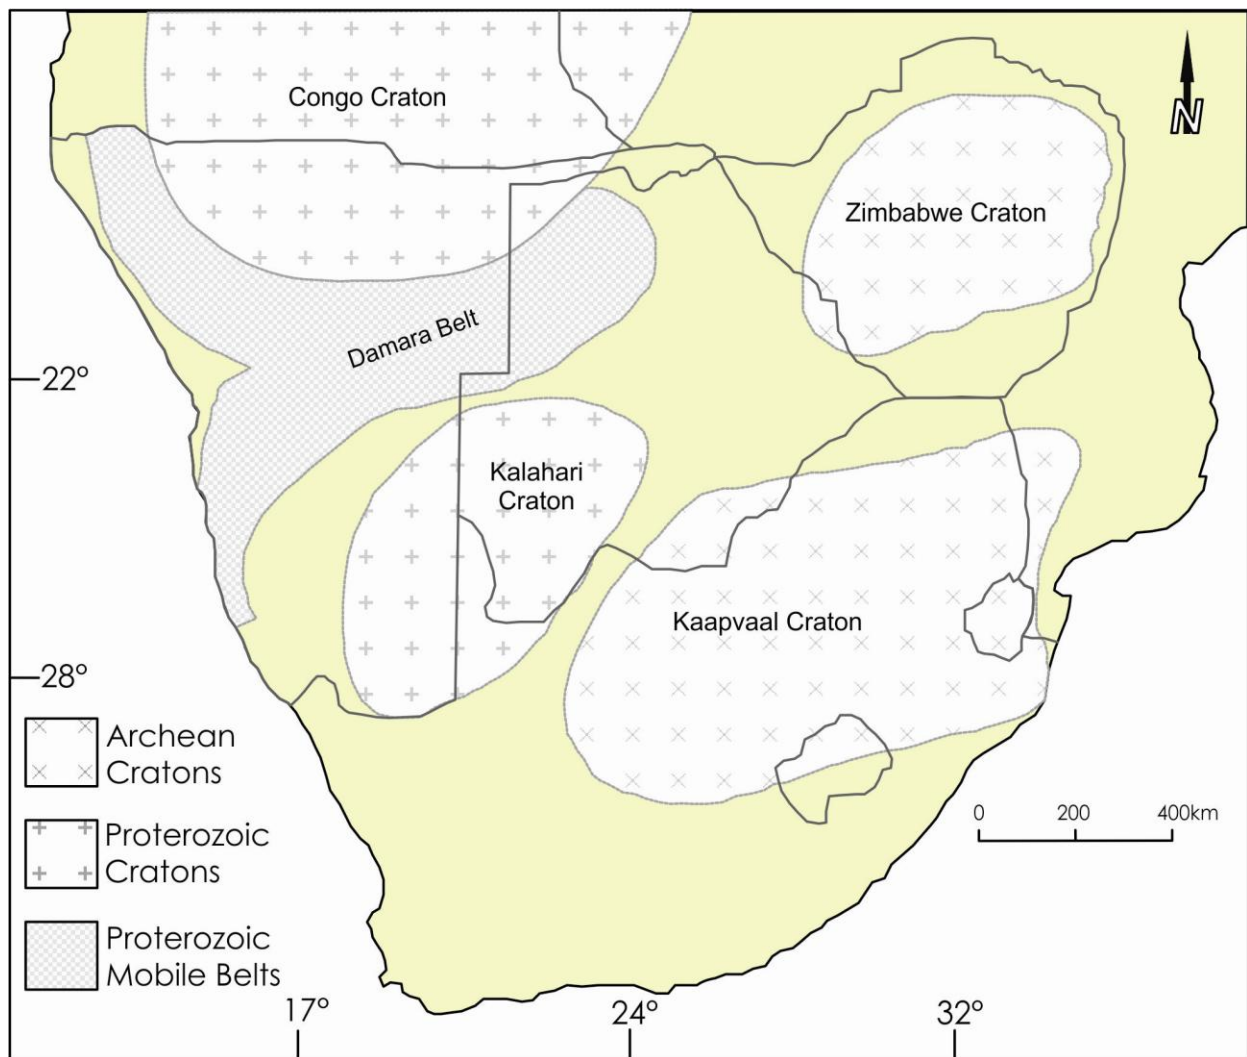 Congo Craton
N
Zimbabwe Craton
Damara Belt
22°
Kalahari
Craton
Kaapvaal Craton
28°
Archean
Cratons
Proterozoic
Cratons
Proterozoic
Mobile Belts
0 200 400km
17° 24° 32°